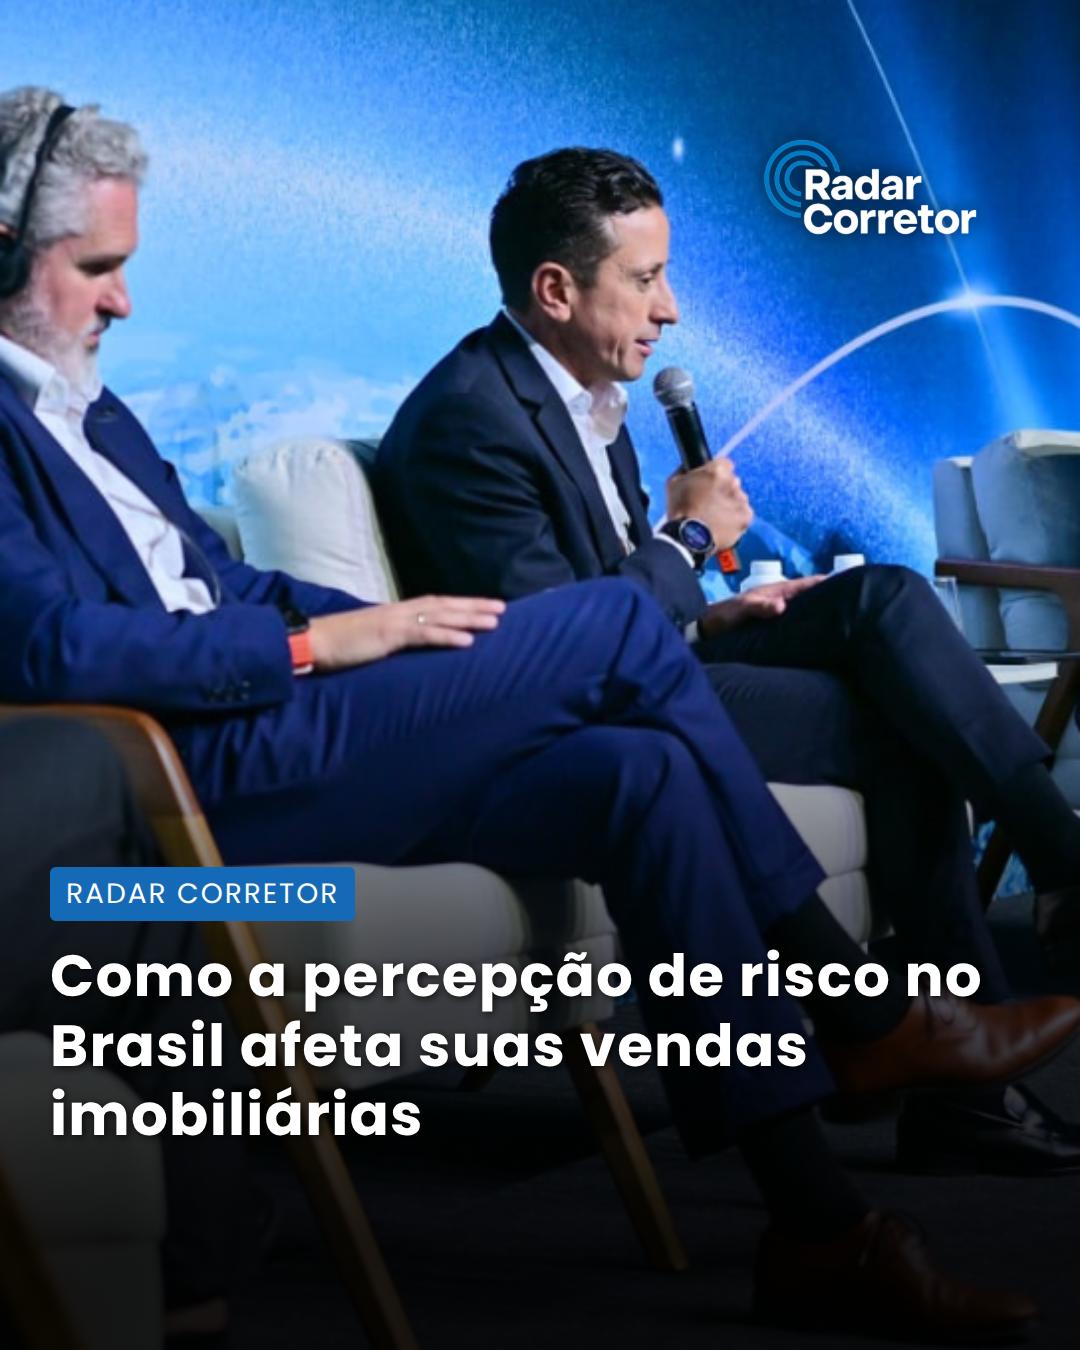 Radar
Corretor
RADAR CORRETOR
Como a percepção de risco no
Brasil afeta suas vendas
imobiliárias